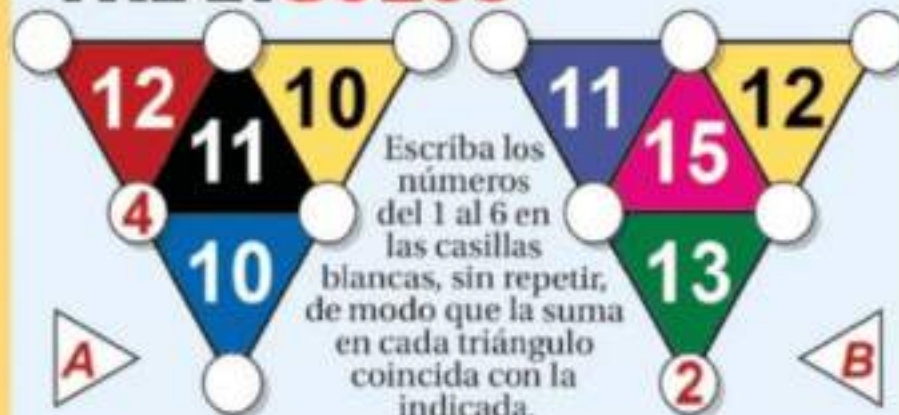 12 11 10
4
10
A
11 15 12
13
2
B
Escriba los
números
del 1 al 6 en
las casillas
blancas, sin repetir,
de modo que la suma
en cada triángulo
coincida con la
indicada.